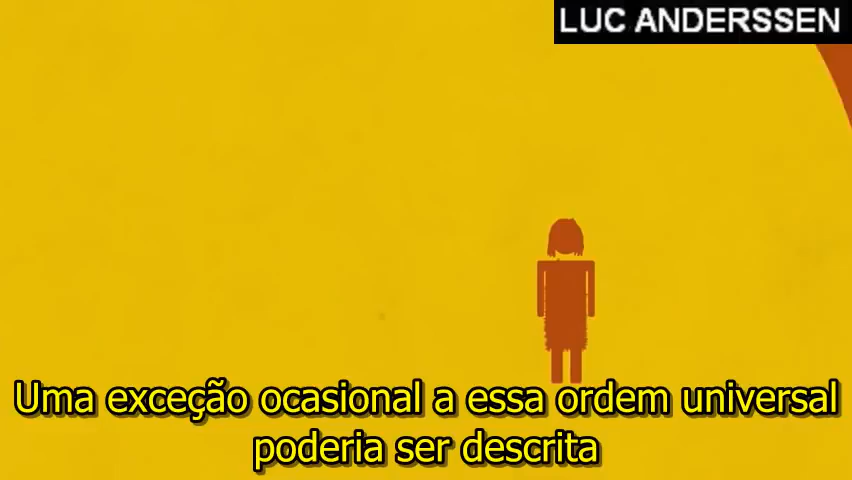 LUC ANDERSSEN
Uma exceção ocasional a essa ordem universal
poderia ser descrita